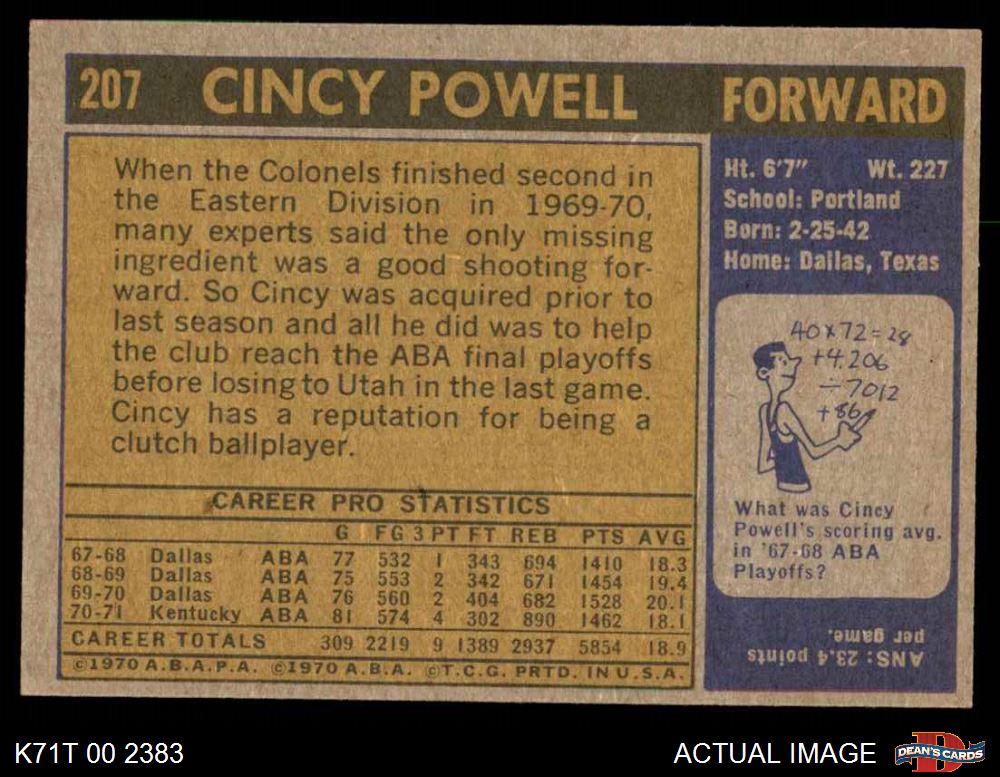 207 CINCY POWELL FORWARD
When the Colonels finished second in
the Eastern Division in 1969-70,
many experts said the only missing
ingredient was a good shooting for-
ward. So Cincy was acquired prior to
last season and all he did was to help
the club reach the ABA final playoffs
before losing to Utah in the last game.
Cincy has a reputation for being a
clutch ballplayer.
Ht. 6'7" Wt. 227
School: Portland
Born: 2-25-42
Home: Dallas, Texas
40x72=28
+4.206
÷7012
+864
What was Cincy
Powell's scoring avg.
in '67-68 ABA
Playoffs?
ANS: 23.4 points
per game.
CAREER PRO STATISTICS
G FG 3PT FT REB PTS AVG
67-68 Dallas ABA 77 532 1 343 694 1410 18.3
68-69 Dallas ABA 75 553 2 342 671 1454 19.4
69-70 Dallas ABA 76 560 2 404 682 1528 20.1
70-71 Kentucky ABA 81 574 4 302 890 1462 18.1
CAREER TOTALS 309 2219 9 1389 2937 5854 18.9
©1970 A.B.A.P.A. ©1970 A.B.A. ©T.C.G. PRTD. IN U.S.A.
K71T 00 2383
ACTUAL IMAGE
D
DEAN'S CARDS